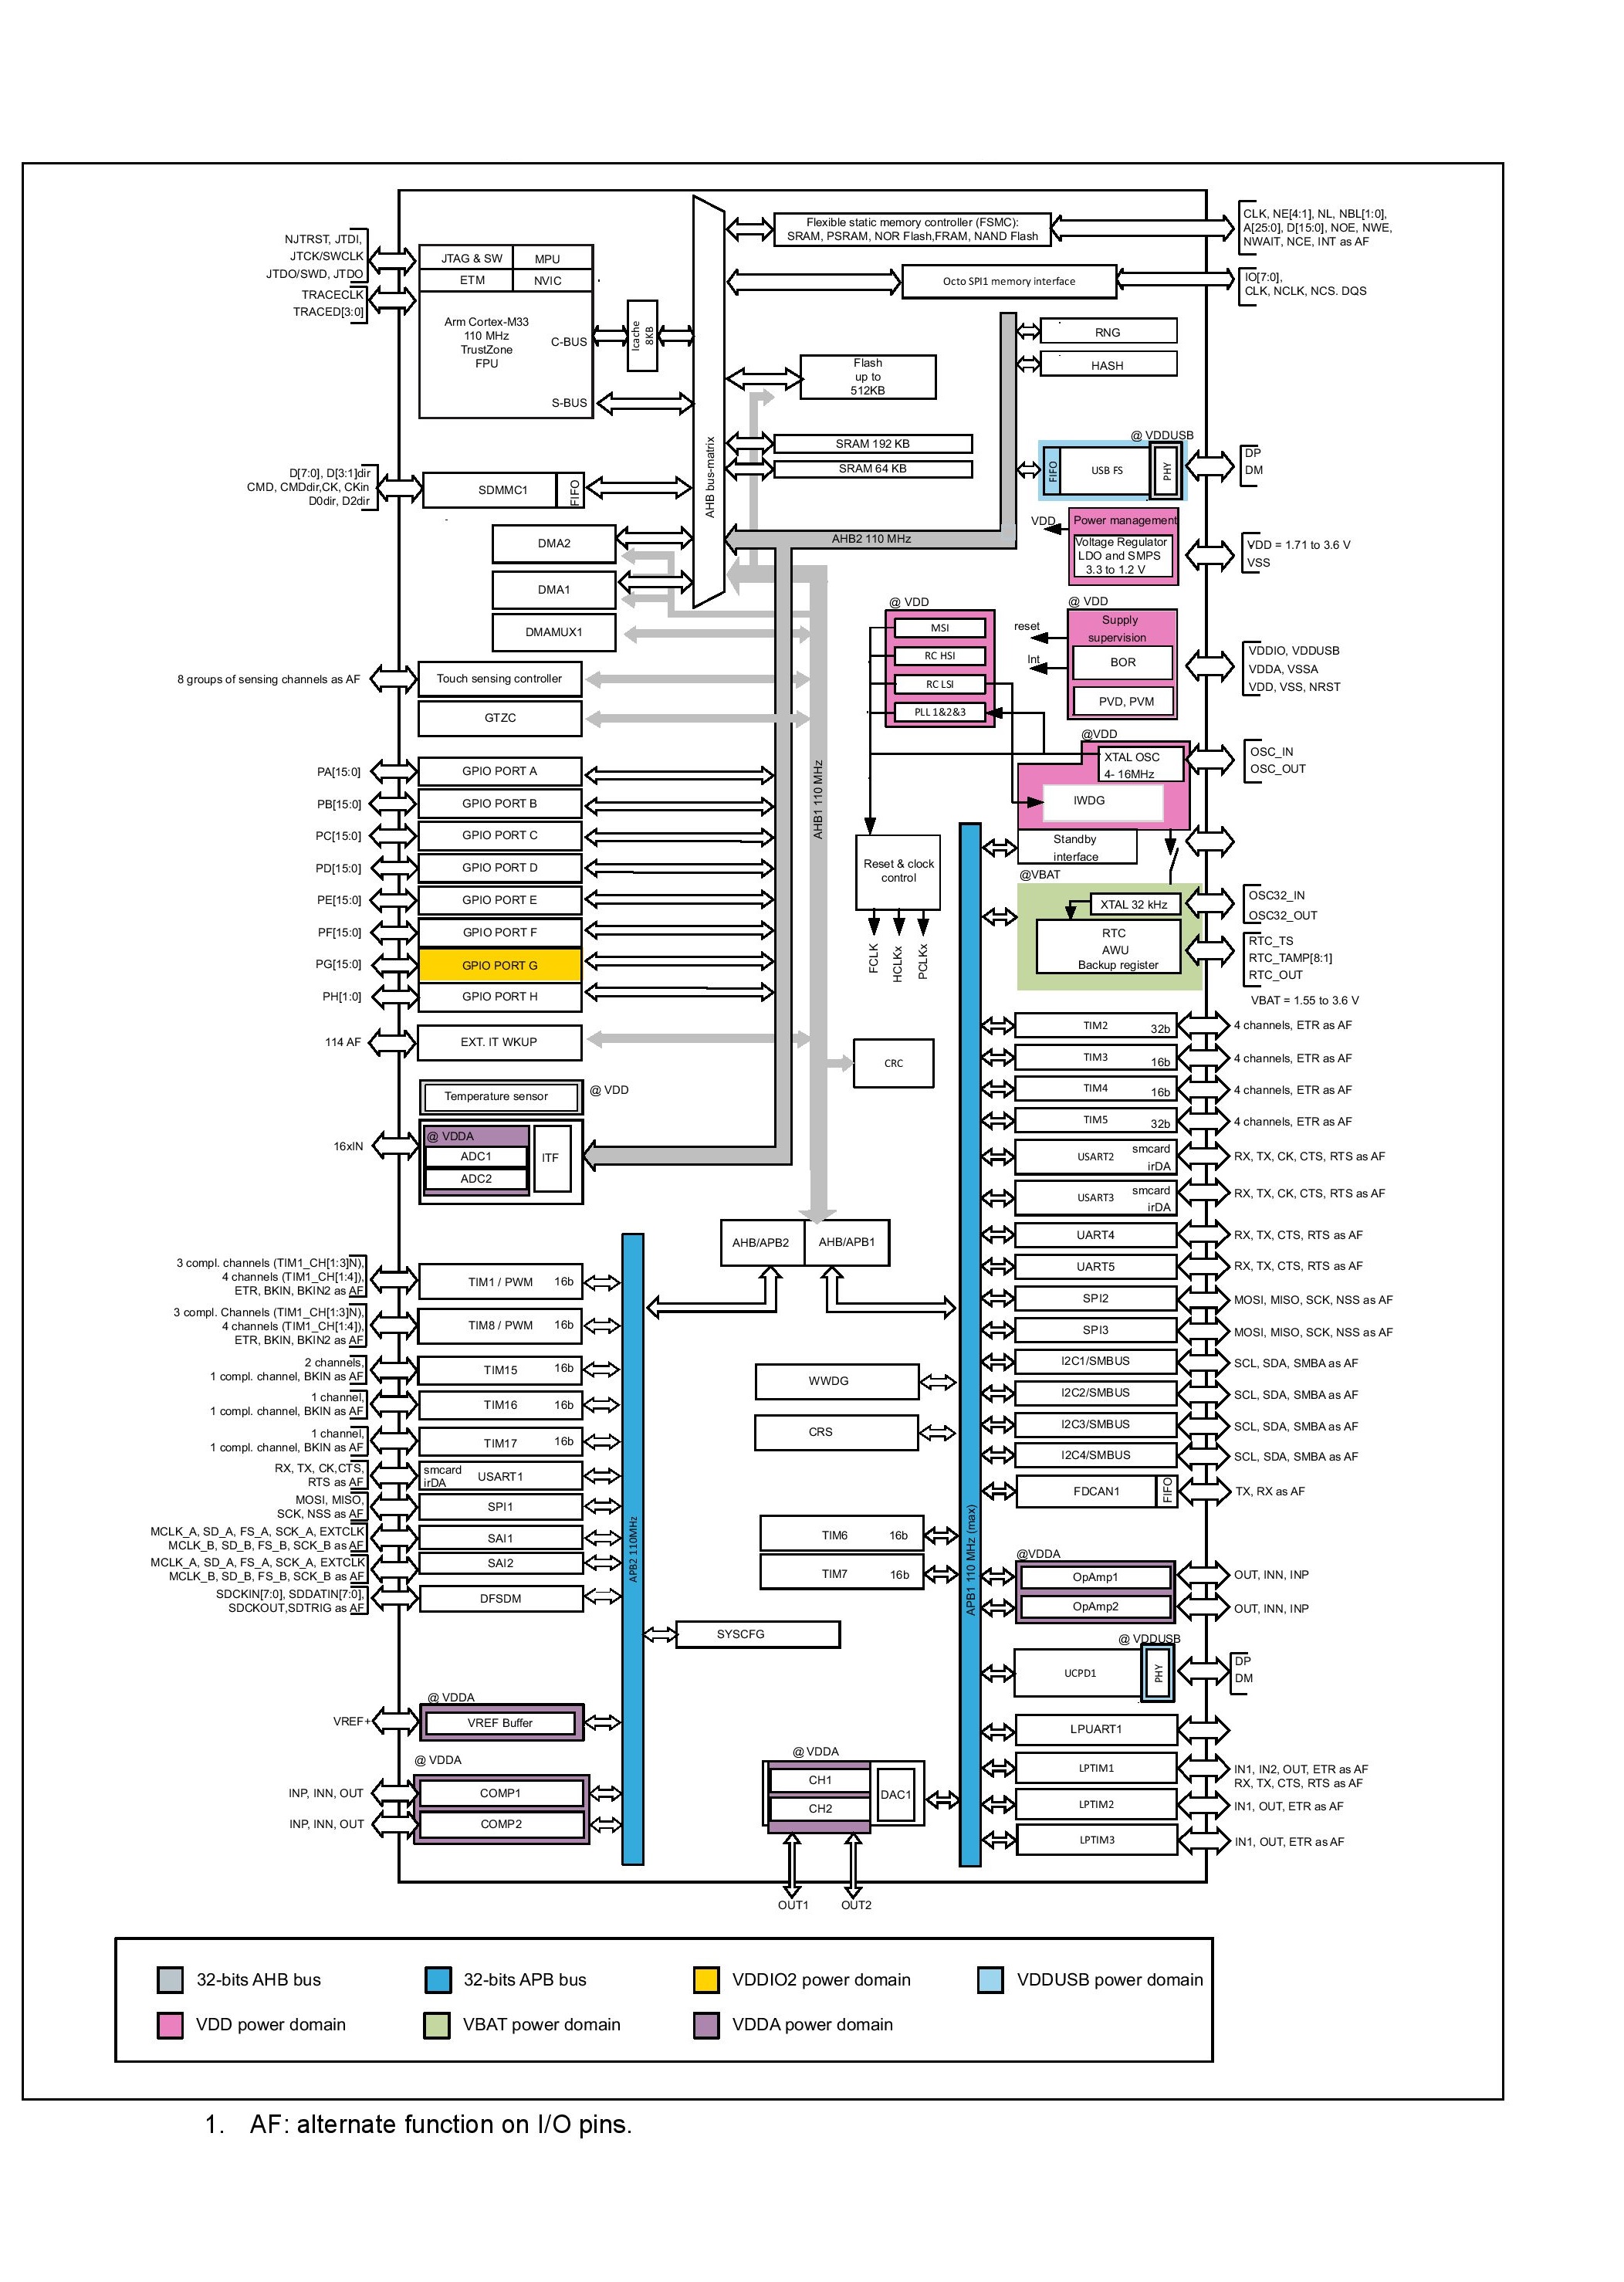 NJTRST, JTDI,
JTCK/SWCLK
JTDO/SWD, JTDO
TRACECLK
TRACED[3:0]
JTAG & SW
MPU
ETM
NVIC
Arm Cortex-M33
110 MHz
TrustZone
FPU
C-BUS
S-BUS
Icache
8KB
AHB bus-matrix
Flexible static memory controller (FSMC):
SRAM, PSRAM, NOR Flash,FRAM, NAND Flash
CLK, NE[4:1], NL, NBL[1:0],
A[25:0], D[15:0], NOE, NWE,
NWAIT, NCE, INT as AF
Octo SPI1 memory interface
IO[7:0],
CLK, NCLK, NCS. DQS
RNG
HASH
Flash
up to
512KB
SRAM 192 KB
SRAM 64 KB
@ VDDUSB
FIFO
USB FS
PHY
DP
DM
D[7:0], D[3:1]dir
CMD, CMDdir,CK, CKin
D0dir, D2dir
SDMMC1
FIFO
DMA2
DMA1
DMAMUX1
AHB2 110 MHz
VDD
Power management
Voltage Regulator
LDO and SMPS
3.3 to 1.2 V
VDD = 1.71 to 3.6 V
VSS
@ VDD
MSI
RC HSI
RC LSI
PLL 1&2&3
@ VDD
reset
Int
Supply
supervision
BOR
PVD, PVM
VDDIO, VDDUSB
VDDA, VSSA
VDD, VSS, NRST
8 groups of sensing channels as AF
Touch sensing controller
GTZC
@VDD
XTAL OSC
4- 16MHz
IWDG
OSC_IN
OSC_OUT
Standby
interface
@VBAT
XTAL 32 kHz
RTC
AWU
Backup register
OSC32_IN
OSC32_OUT
RTC_TS
RTC_TAMP[8:1]
RTC_OUT
VBAT = 1.55 to 3.6 V
AHB1 110 MHz
Reset & clock
control
FCLK
HCLKx
PCLKx
CRC
PA[15:0]
GPIO PORT A
PB[15:0]
GPIO PORT B
PC[15:0]
GPIO PORT C
PD[15:0]
GPIO PORT D
PE[15:0]
GPIO PORT E
PF[15:0]
GPIO PORT F
PG[15:0]
GPIO PORT G
PH[1:0]
GPIO PORT H
114 AF
EXT. IT WKUP
Temperature sensor
@ VDD
16xIN
@ VDDA
ADC1
ADC2
ITF
AHB/APB2
AHB/APB1
3 compl. channels (TIM1_CH[1:3]N),
4 channels (TIM1_CH[1:4]),
ETR, BKIN, BKIN2 as AF
TIM1 / PWM
16b
3 compl. Channels (TIM1_CH[1:3]N),
4 channels (TIM1_CH[1:4]),
ETR, BKIN, BKIN2 as AF
TIM8 / PWM
16b
2 channels,
1 compl. channel, BKIN as AF
TIM15
16b
1 channel,
1 compl. channel, BKIN as AF
TIM16
16b
1 channel,
1 compl. channel, BKIN as AF
TIM17
16b
RX, TX, CK,CTS,
RTS as AF
smcard
irDA
USART1
MOSI, MISO,
SCK, NSS as AF
SPI1
MCLK_A, SD_A, FS_A, SCK_A, EXTCLK
MCLK_B, SD_B, FS_B, SCK_B as AF
SAI1
MCLK_A, SD_A, FS_A, SCK_A, EXTCLK
MCLK_B, SD_B, FS_B, SCK_B as AF
SAI2
SDCKIN[7:0], SDDATIN[7:0],
SDCKOUT,SDTRIG as AF
DFSDM
APB2 110MHz
SYSCFG
@ VDDA
VREF+
VREF Buffer
@ VDDA
INP, INN, OUT
COMP1
INP, INN, OUT
COMP2
WWDG
CRS
TIM6
16b
TIM7
16b
@ VDDA
CH1
CH2
DAC1
OUT1
OUT2
APB1 110 MHz (max)
TIM2
32b
4 channels, ETR as AF
TIM3
16b
4 channels, ETR as AF
TIM4
16b
4 channels, ETR as AF
TIM5
32b
4 channels, ETR as AF
USART2
smcard
irDA
RX, TX, CK, CTS, RTS as AF
USART3
smcard
irDA
RX, TX, CK, CTS, RTS as AF
UART4
RX, TX, CTS, RTS as AF
UART5
RX, TX, CTS, RTS as AF
SPI2
MOSI, MISO, SCK, NSS as AF
SPI3
MOSI, MISO, SCK, NSS as AF
I2C1/SMBUS
SCL, SDA, SMBA as AF
I2C2/SMBUS
SCL, SDA, SMBA as AF
I2C3/SMBUS
SCL, SDA, SMBA as AF
I2C4/SMBUS
SCL, SDA, SMBA as AF
FDCAN1
FIFO
TX, RX as AF
@VDDA
OpAmp1
OUT, INN, INP
OpAmp2
OUT, INN, INP
@ VDDUSB
UCPD1
PHY
DP
DM
LPUART1
LPTIM1
IN1, IN2, OUT, ETR as AF
RX, TX, CTS, RTS as AF
LPTIM2
IN1, OUT, ETR as AF
LPTIM3
IN1, OUT, ETR as AF
32-bits AHB bus
32-bits APB bus
VDDIO2 power domain
VDDUSB power domain
VDD power domain
VBAT power domain
VDDA power domain
1. AF: alternate function on I/O pins.